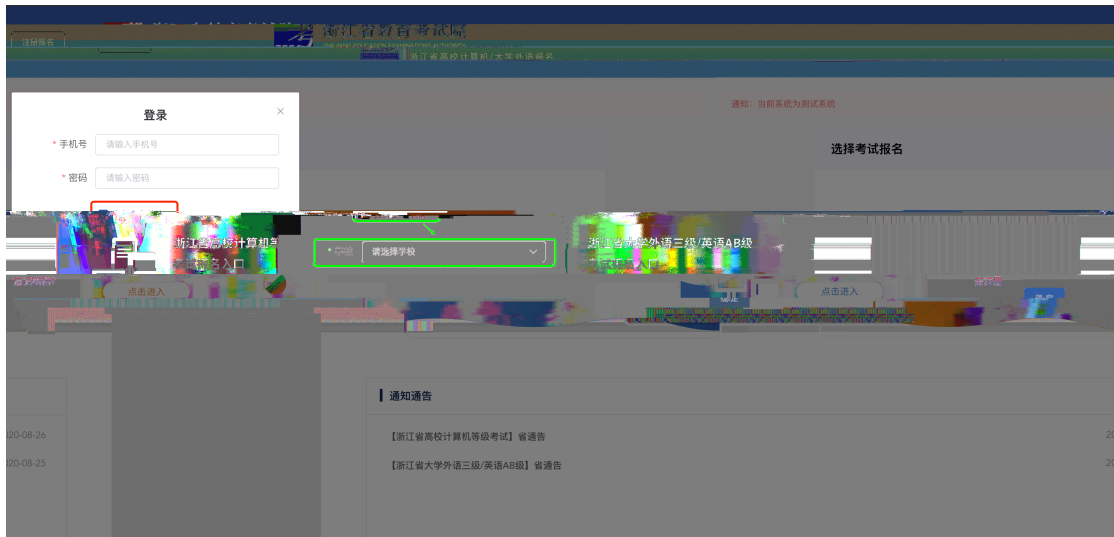 注册报名
浙江省教育考试院
浙江省高校计算机/大学外语报名
通知：当前系统为测试系统
登录
×
* 手机号 请输入手机号
* 密码 请输入密码
选择考试报名
浙江省高校计算机等
* 请选择学校
浙江省大学外语三级/英语AB级
点击进入
点击进入
通知通告
020-08-26
【浙江省高校计算机等级考试】省通告
20
020-08-25
【浙江省大学外语三级/英语AB级】省通告
20